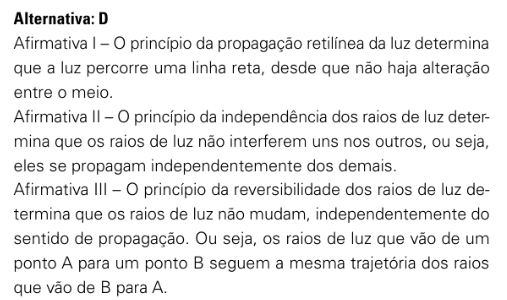 Alternativa: D
Afirmativa I – O princípio da propagação retilínea da luz determina
que a luz percorre uma linha reta, desde que não haja alteração
entre o meio.
Afirmativa II – O princípio da independência dos raios de luz deter-
mina que os raios de luz não interferem uns nos outros, ou seja,
eles se propagam independentemente dos demais.
Afirmativa III – O princípio da reversibilidade dos raios de luz de-
termina que os raios de luz não mudam, independentemente do
sentido de propagação. Ou seja, os raios de luz que vão de um
ponto A para um ponto B seguem a mesma trajetória dos raios
que vão de B para A.